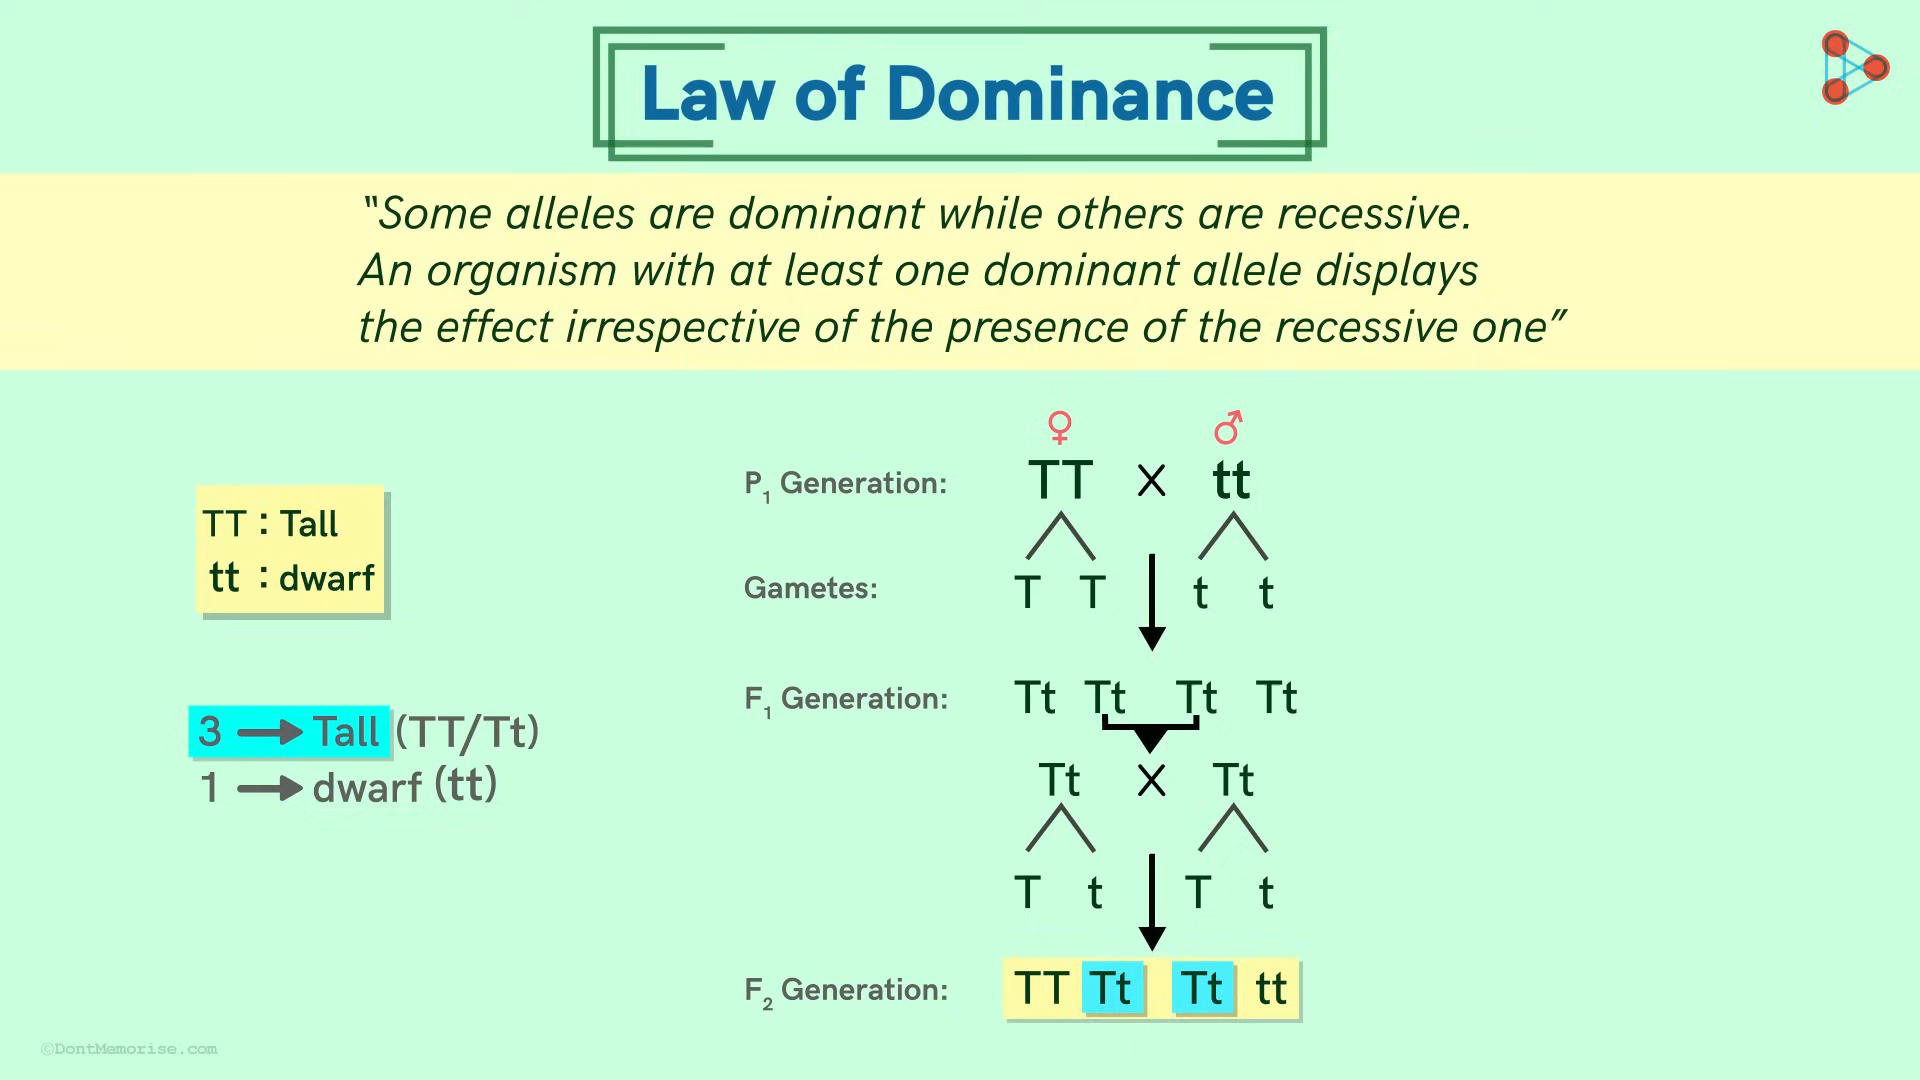 Law of Dominance
“Some alleles are dominant while others are recessive.
An organism with at least one dominant allele displays
the effect irrespective of the presence of the recessive one”
♀ ♂
P₁ Generation: TT X tt
TT : Tall
tt : dwarf
Gametes: T T t t
F₁ Generation: Tt Tt Tt Tt
3 → Tall (TT/Tt)
1 → dwarf (tt)
Tt X Tt
T t T t
F₂ Generation: TT Tt Tt tt
©DontMemorise.com